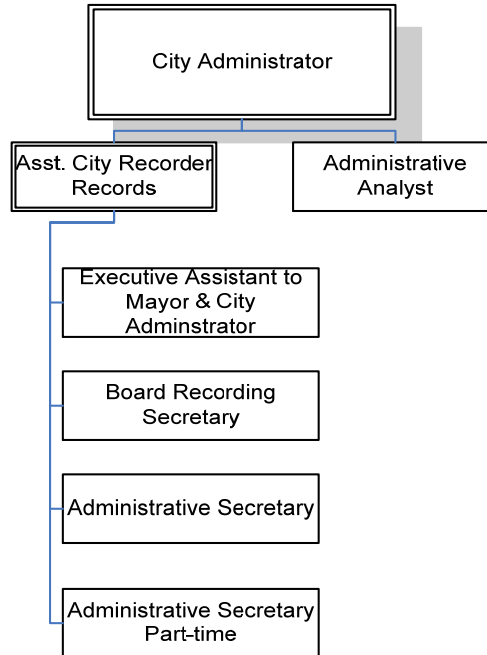 City Administrator
Asst. City Recorder
Records
Administrative
Analyst
Executive Assistant to
Mayor & City
Adminstrator
Board Recording
Secretary
Administrative Secretary
Administrative Secretary
Part-time